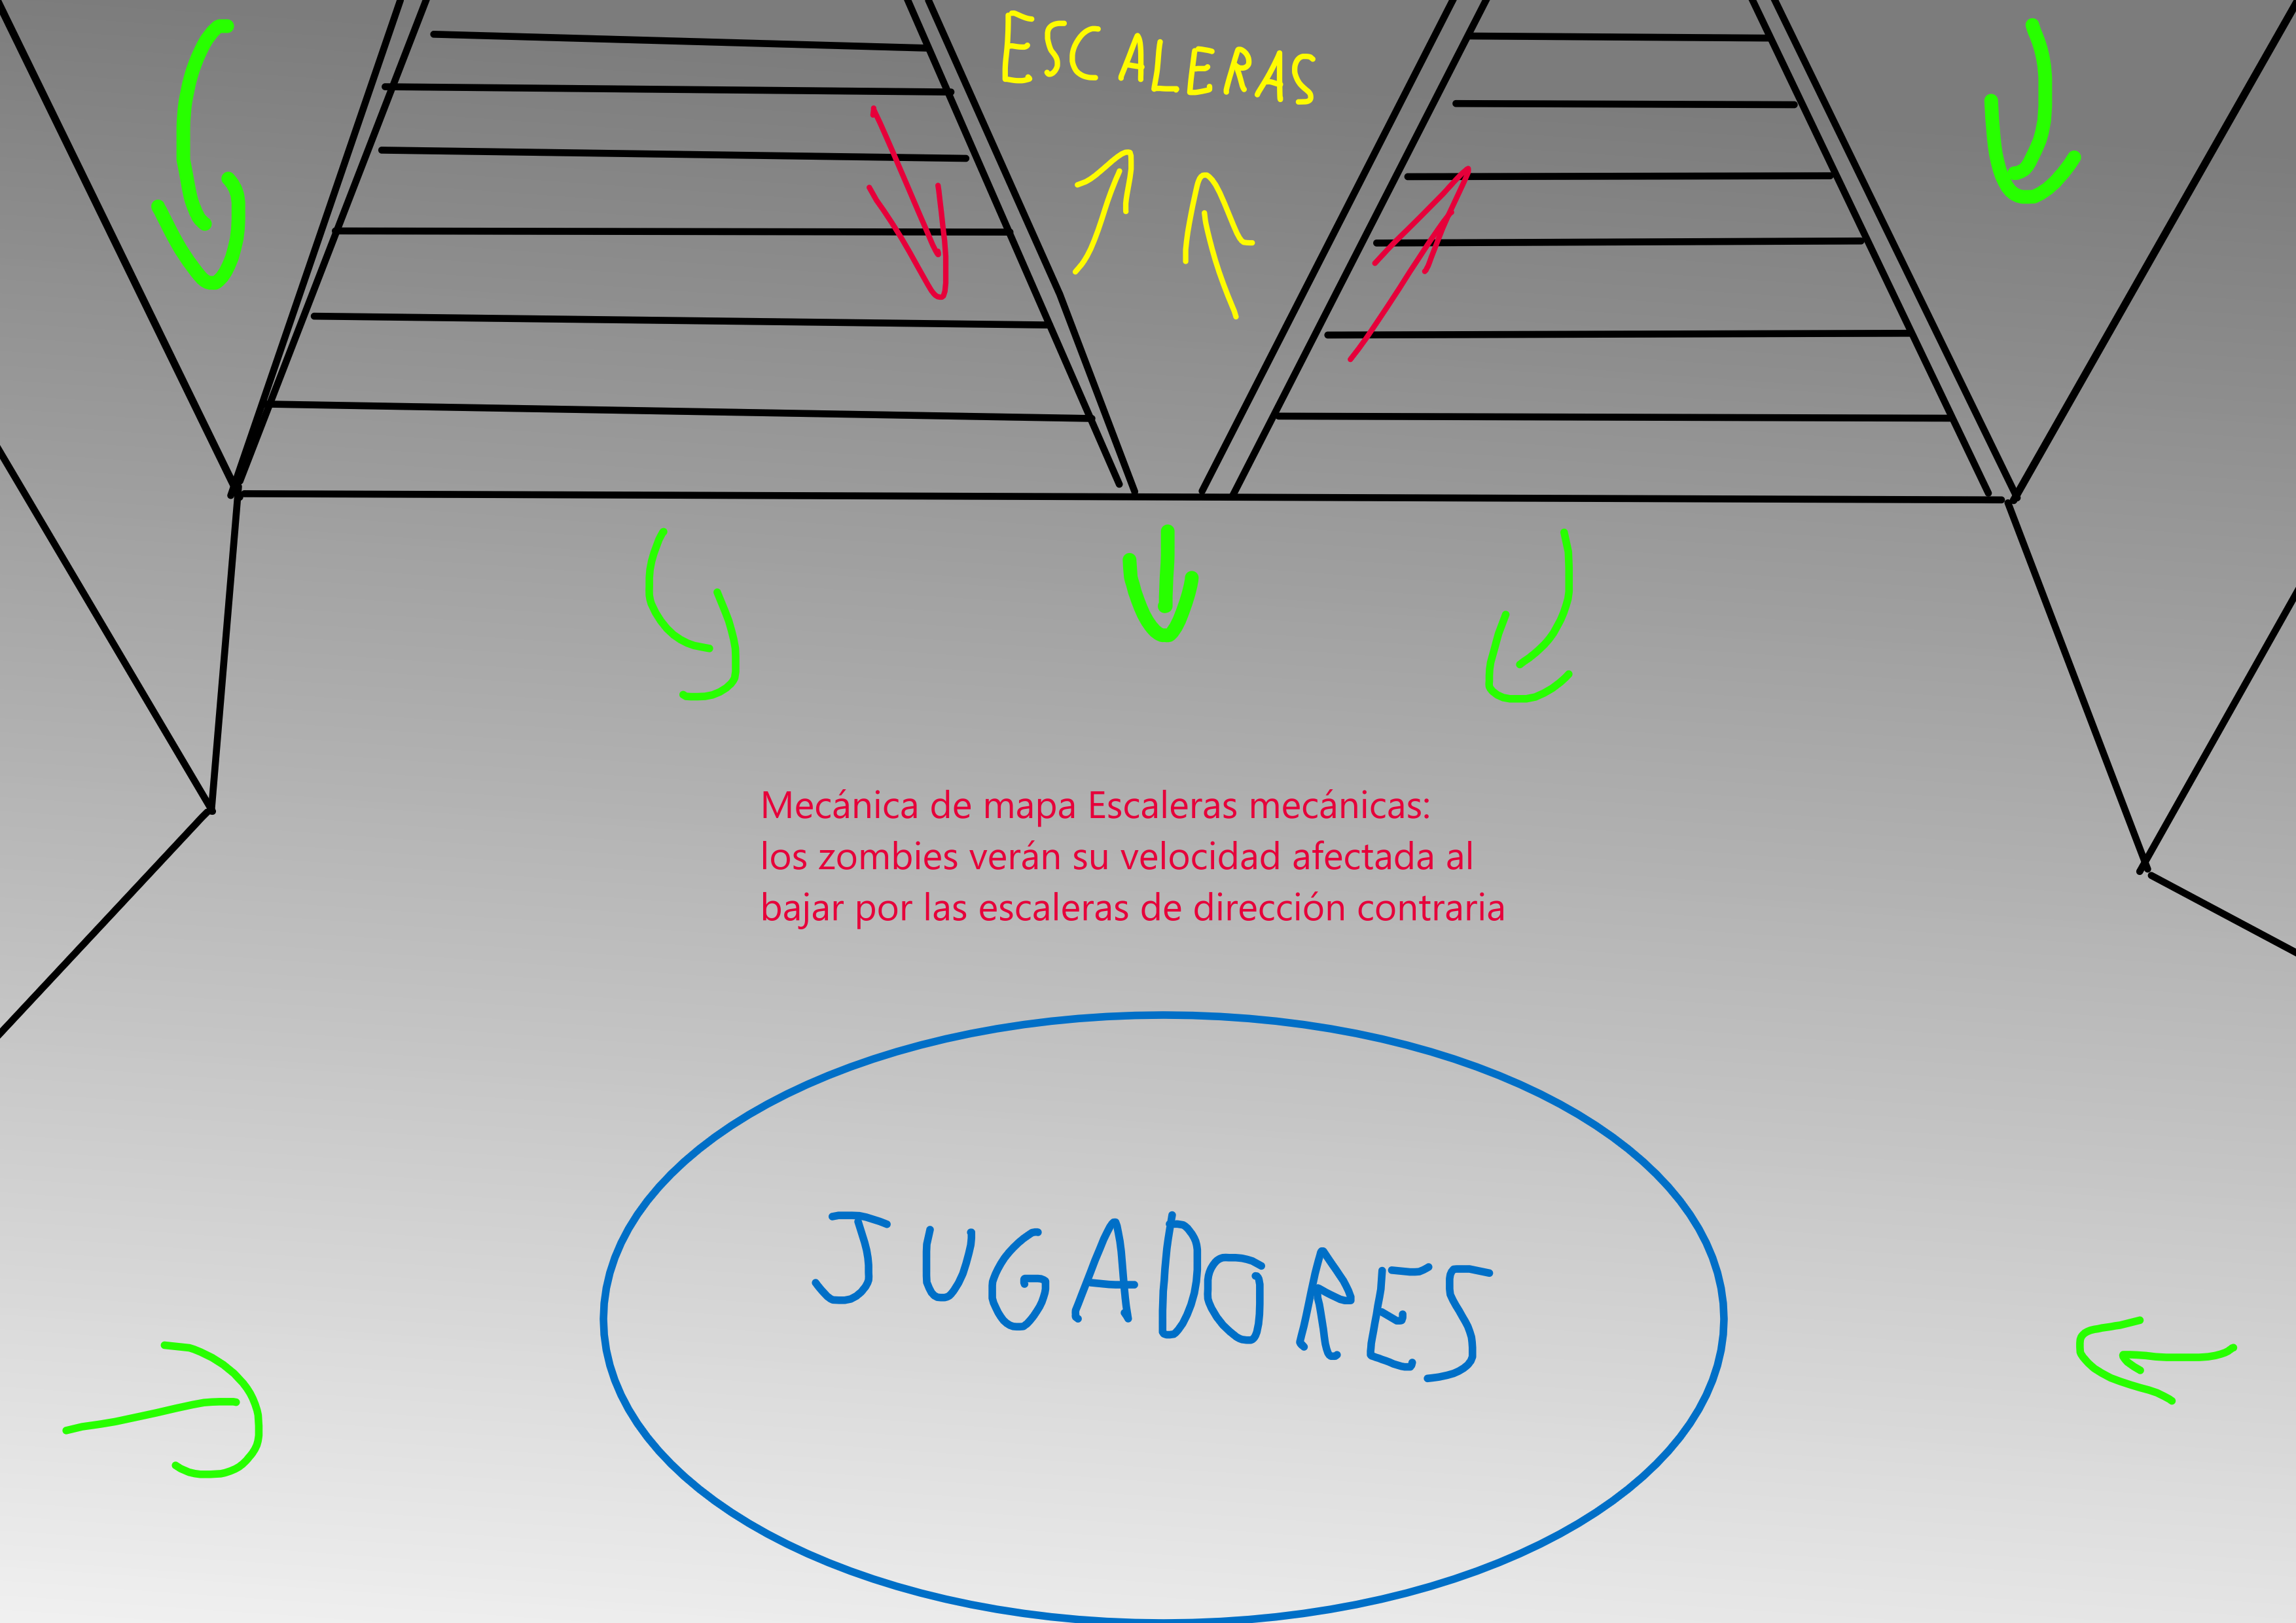 ESCALERAS
Mecánica de mapa Escaleras mecánicas:
los zombies verán su velocidad afectada al
bajar por las escaleras de dirección contraria
JUGADORES